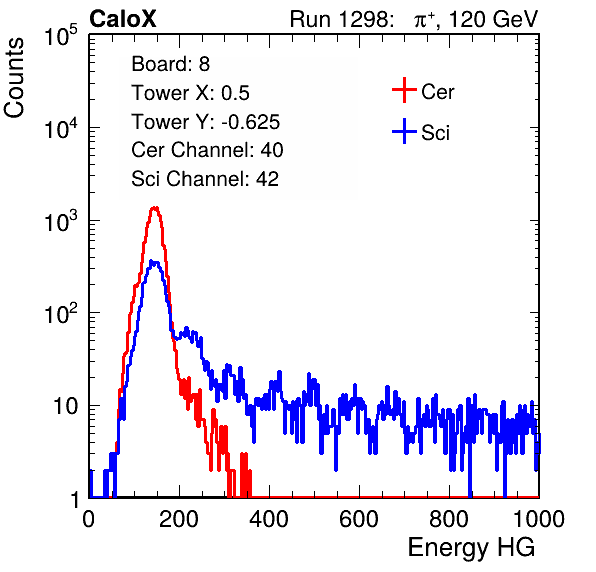 CaloX Run 1298: π⁺, 120 GeV
Counts
10⁵
10⁴
10³
10²
10
1
Board: 8
Tower X: 0.5
Tower Y: -0.625
Cer Channel: 40
Sci Channel: 42
Cer
Sci
0 200 400 600 800 1000
Energy HG